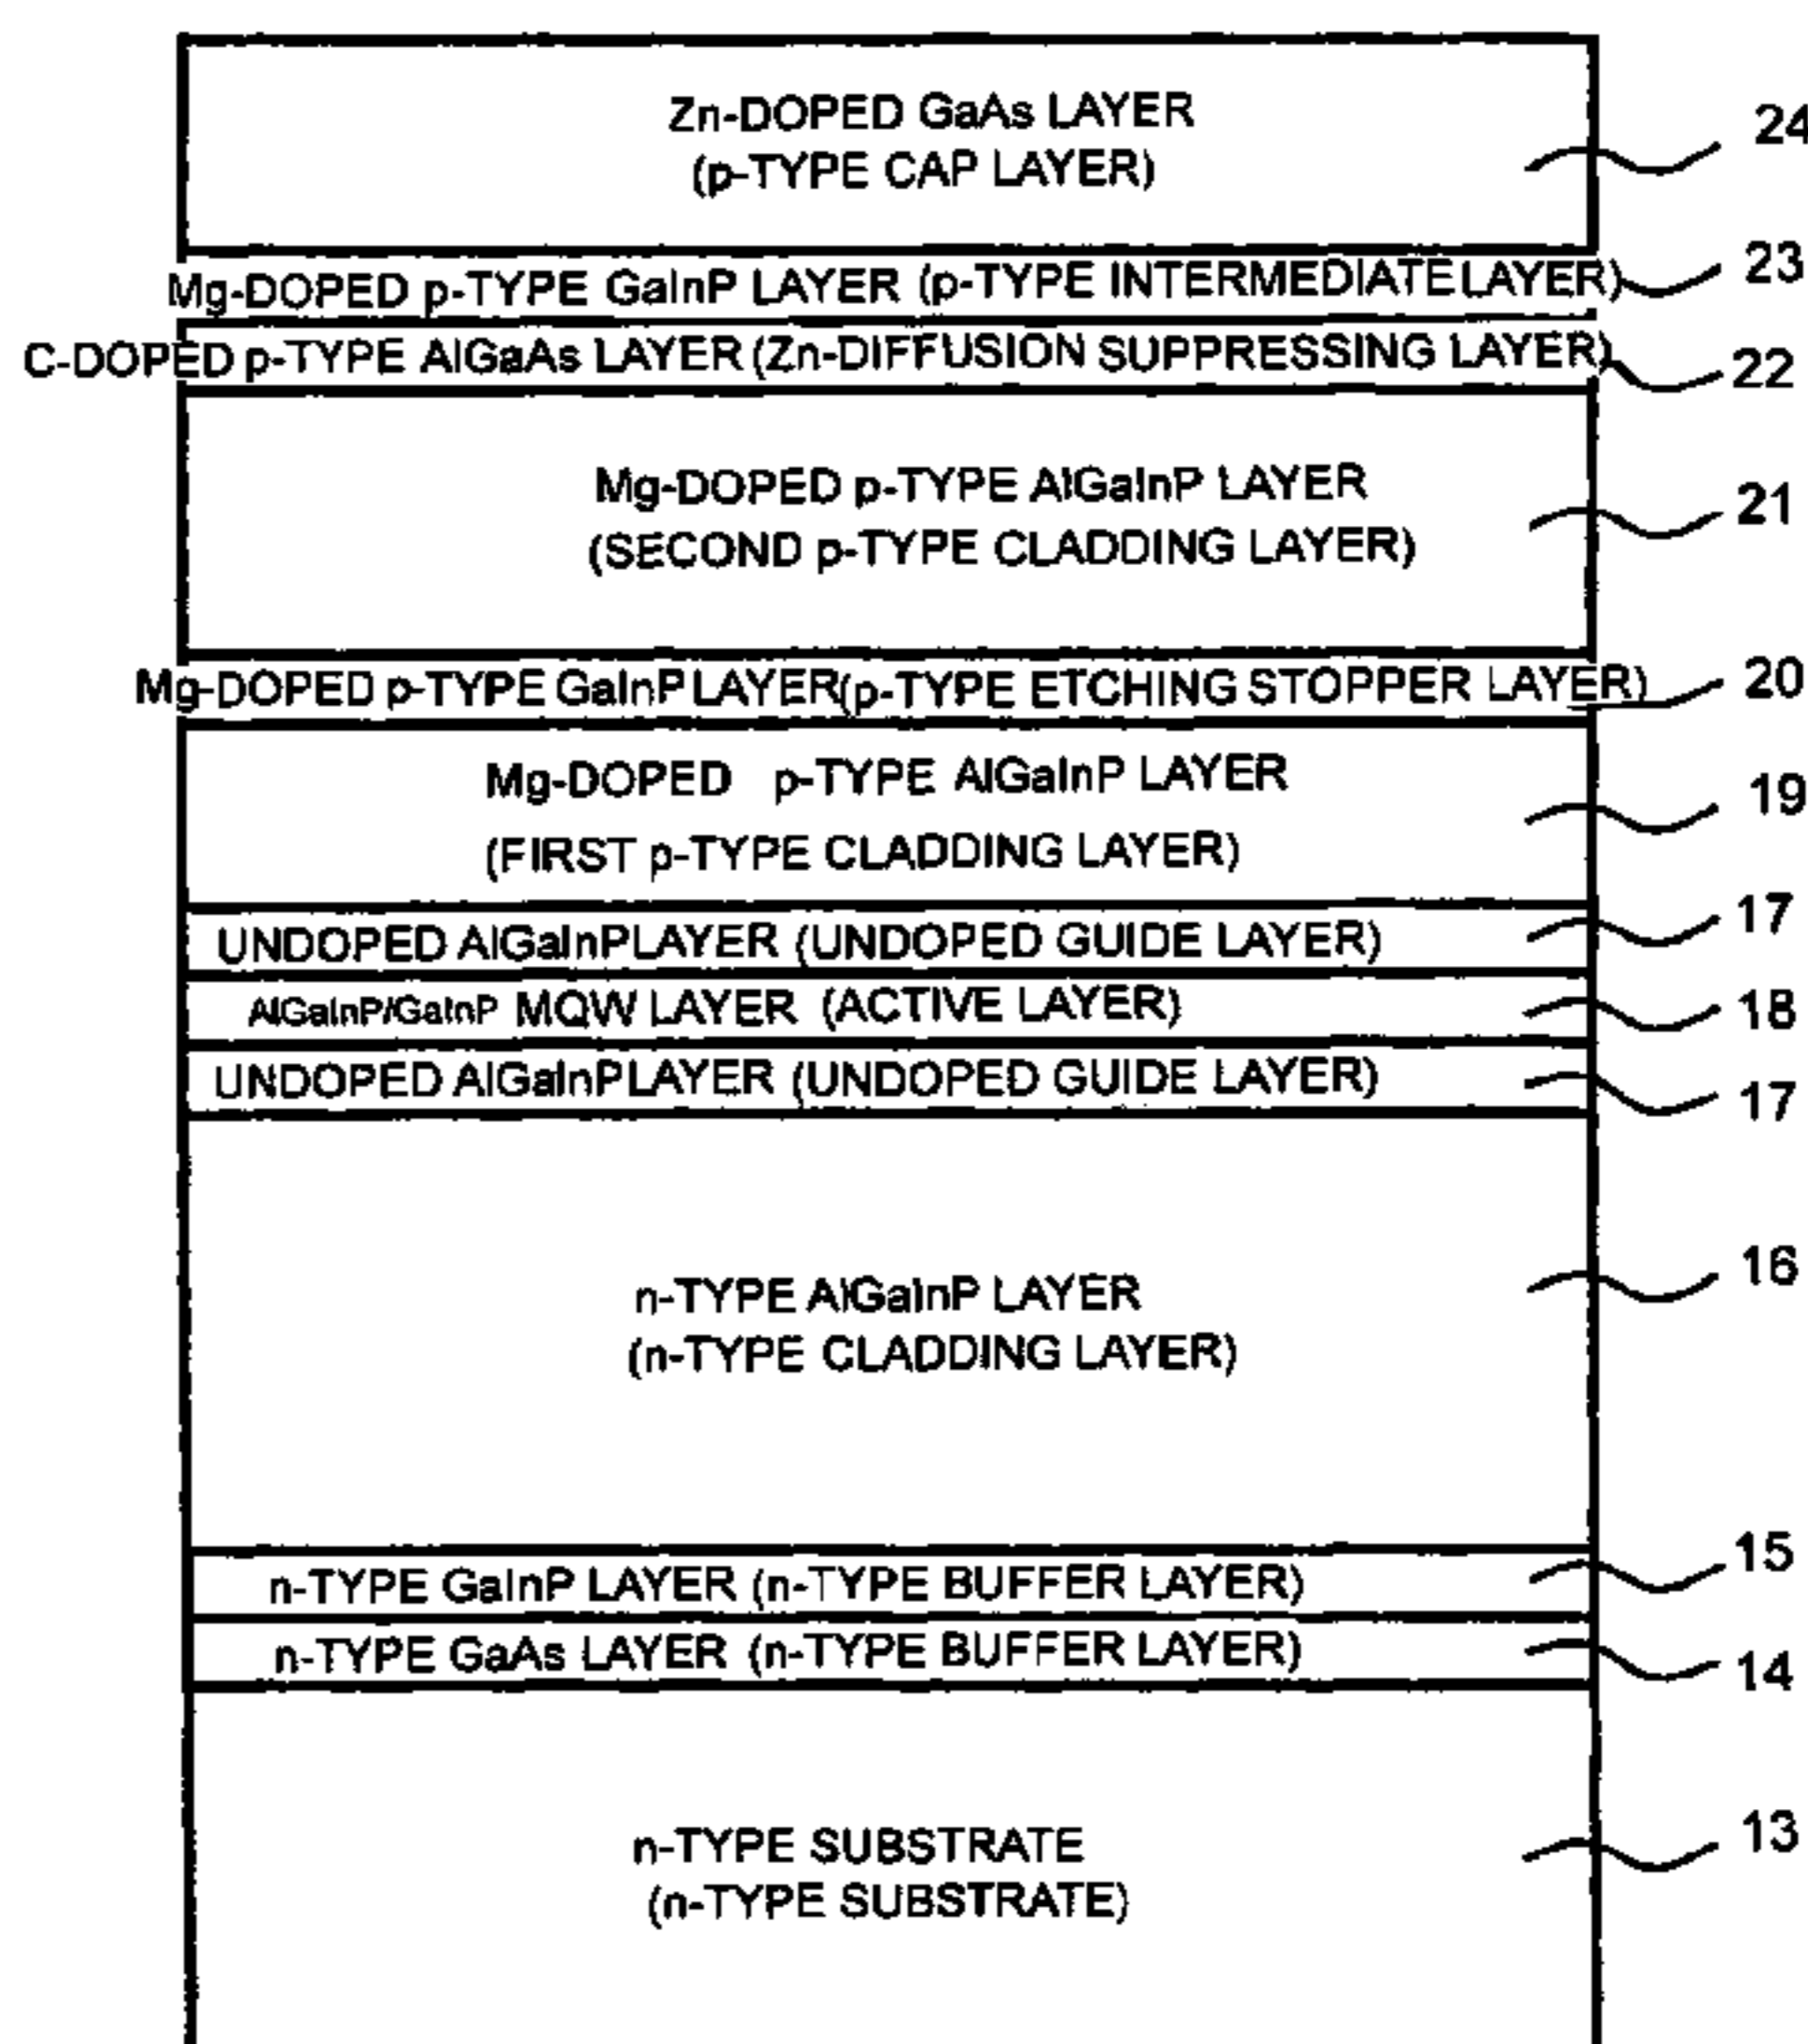 Zn-DOPED GaAs LAYER
(p-TYPE CAP LAYER)
24
Mg-DOPED p-TYPE GaInP LAYER (p-TYPE INTERMEDIATE LAYER)
23
C-DOPED p-TYPE AlGaAs LAYER (Zn-DIFFUSION SUPPRESSING LAYER)
22
Mg-DOPED p-TYPE AlGaInP LAYER
(SECOND p-TYPE CLADDING LAYER)
21
Mg-DOPED p-TYPE GaInP LAYER(p-TYPE ETCHING STOPPER LAYER)
20
Mg-DOPED p-TYPE AlGaInP LAYER
(FIRST p-TYPE CLADDING LAYER)
19
UNDOPED AlGaInPLAYER (UNDOPED GUIDE LAYER)
17
AlGaInP/GaInP MQW LAYER (ACTIVE LAYER)
18
UNDOPED AlGaInPLAYER (UNDOPED GUIDE LAYER)
17
n-TYPE AlGaInP LAYER
(n-TYPE CLADDING LAYER)
16
n-TYPE GaInP LAYER (n-TYPE BUFFER LAYER)
15
n-TYPE GaAs LAYER (n-TYPE BUFFER LAYER)
14
n-TYPE SUBSTRATE
(n-TYPE SUBSTRATE)
13